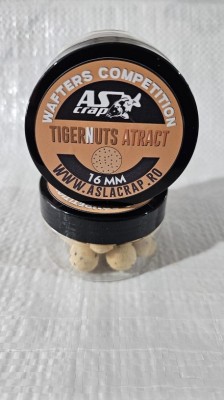 WAFTERS COMPETITION
AS
crap
TIGERNUTS ATRACT
16 MM
WWW.ASLACRAP.RO